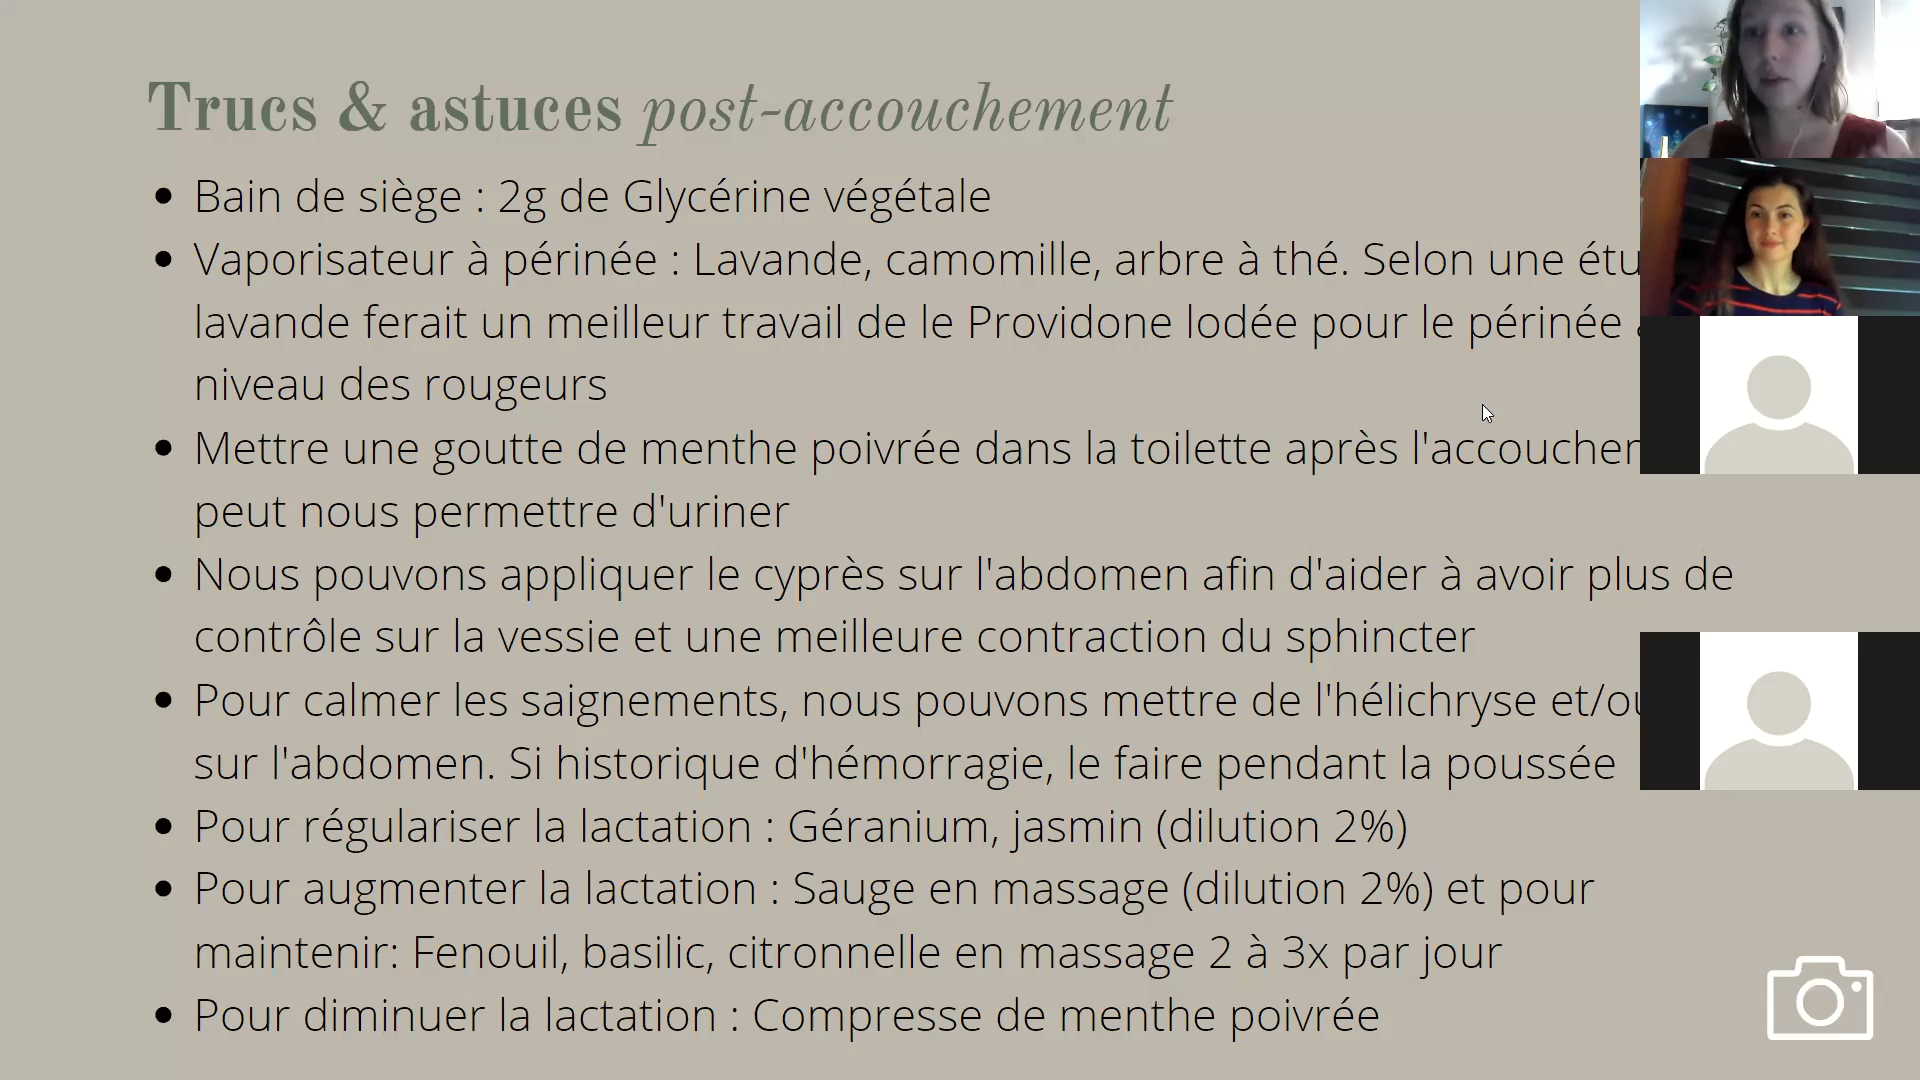 Trucs & astuces post-accouchement
Bain de siège : 2g de Glycérine végétale
Vaporisateur à périnée : Lavande, camomille, arbre à thé. Selon une
lavande ferait un meilleur travail de le Providone lodée pour le périnée
niveau des rougeurs
Mettre une goutte de menthe poivrée dans la toilette après
peut nous permettre d'uriner
Nous pouvons appliquer le cyprès sur l'abdomen afin d'aider à avoir plus de
contrôle sur la vessie et une meilleure contraction du sphincter
Pour calmer les saignements, nous pouvons mettre de l'hélichryse
sur l'abdomen. Si historique d'hémorragie, le faire pendant la poussée
Pour régulariser la lactation : Géranium, jasmin (dilution 2%)
Pour augmenter la lactation : Sauge en massage (dilution 2%) et pour
maintenir: Fenouil, basilic, citronnelle en massage 2 à 3x par jour
Pour diminuer la lactation : Compresse de menthe poivrée